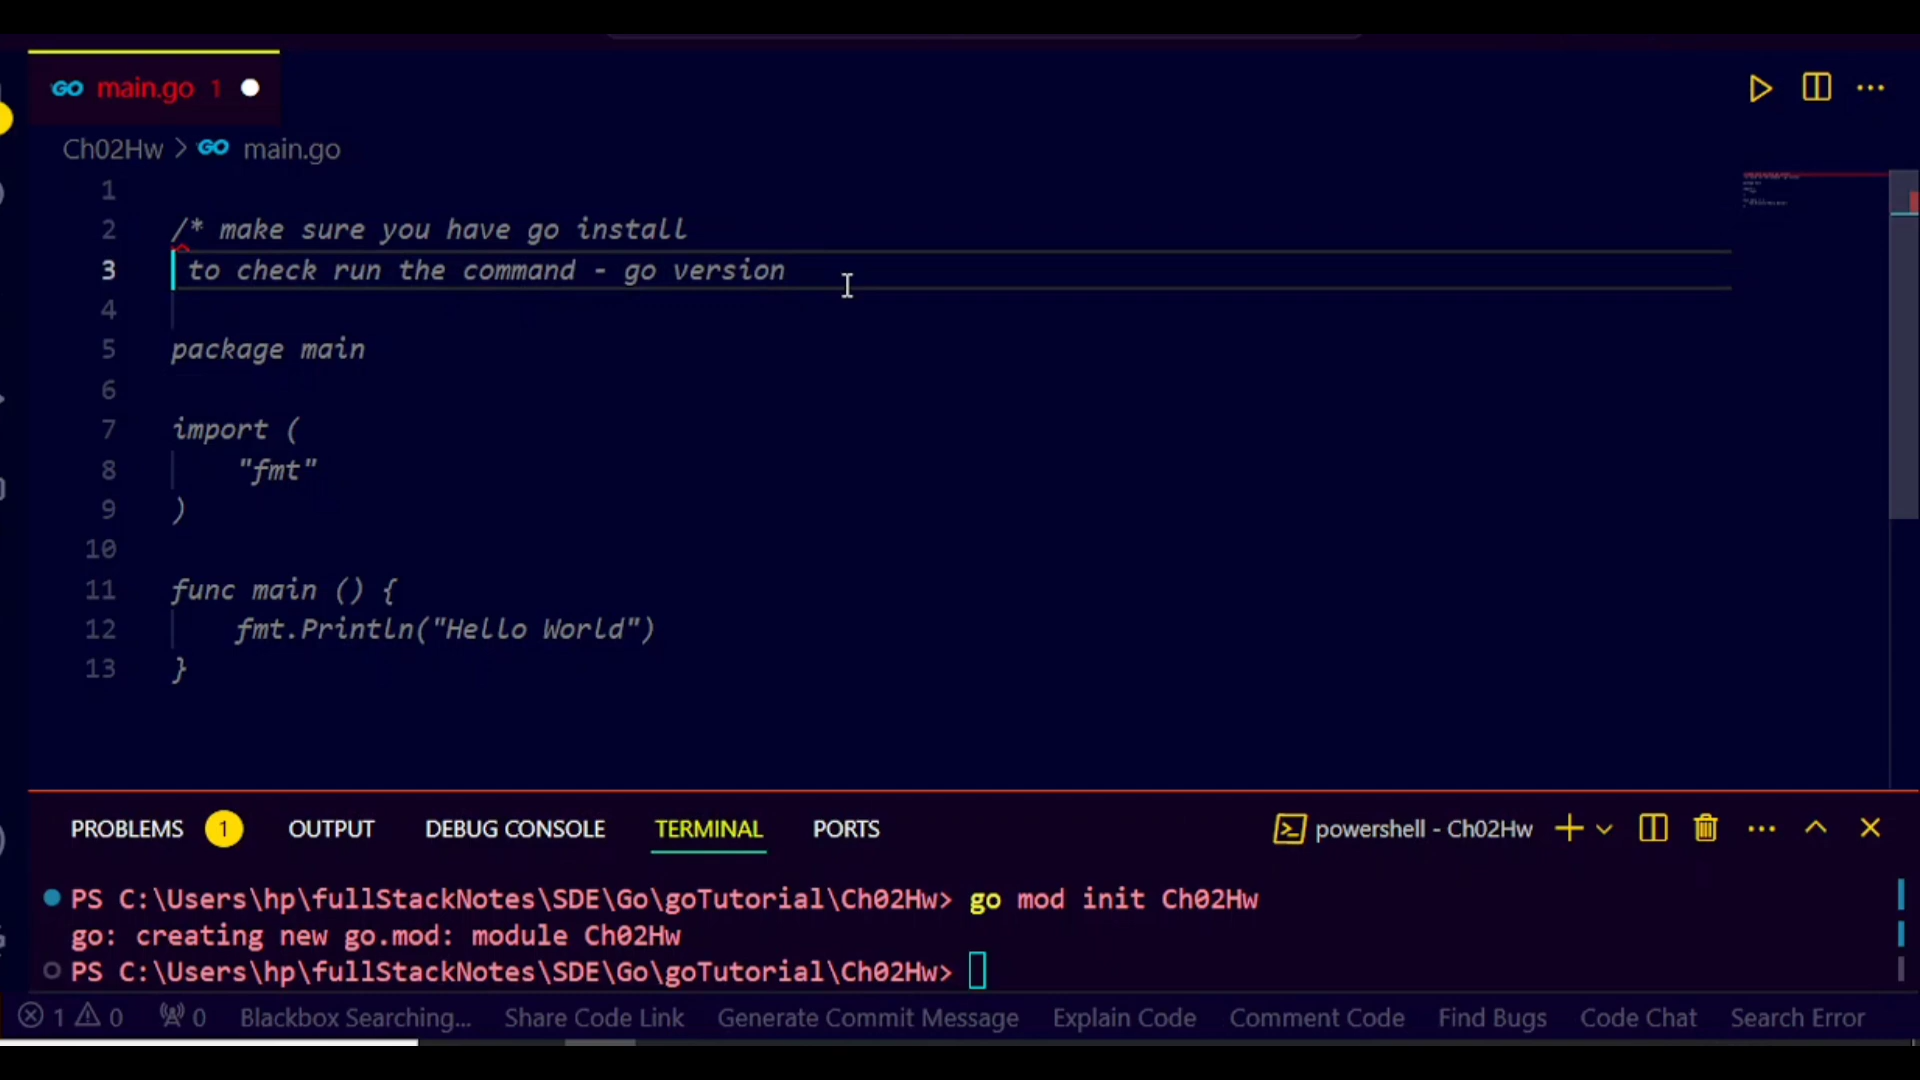 GO main.go 1
Ch02Hw > GO main.go
1
2 /* make sure you have go install
3 to check run the command - go version
4
5 package main
6
7 import (
8 "fmt"
9 )
10
11 func main () {
12 fmt.Println("Hello World")
13 }
PROBLEMS 1 OUTPUT DEBUG CONSOLE TERMINAL PORTS powershell - Ch02Hw
PS C:\Users\hp\fullStackNotes\SDE\Go\goTutorial\Ch02Hw> go mod init Ch02Hw
go: creating new go.mod: module Ch02Hw
PS C:\Users\hp\fullStackNotes\SDE\Go\goTutorial\Ch02Hw>
1 0 0 Blackbox Searching... Share Code Link Generate Commit Message Explain Code Comment Code Find Bugs Code Chat Search Error